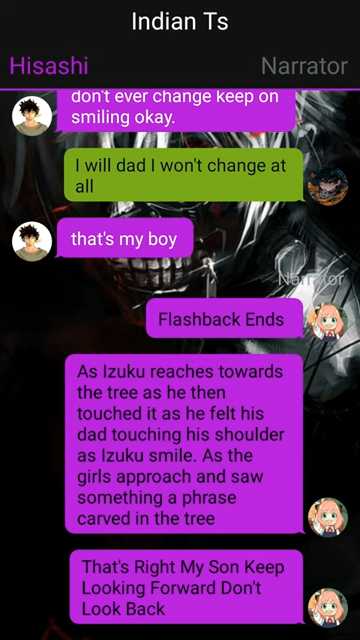 Indian Ts
Hisashi
Narrator
don't ever change keep on
smiling okay.
I will dad I won't change at
all
that's my boy
Narrator
Flashback Ends
As Izuku reaches towards
the tree as he then
touched it as he felt his
dad touching his shoulder
as Izuku smile. As the
girls approach and saw
something a phrase
carved in the tree
That's Right My Son Keep
Looking Forward Don't
Look Back